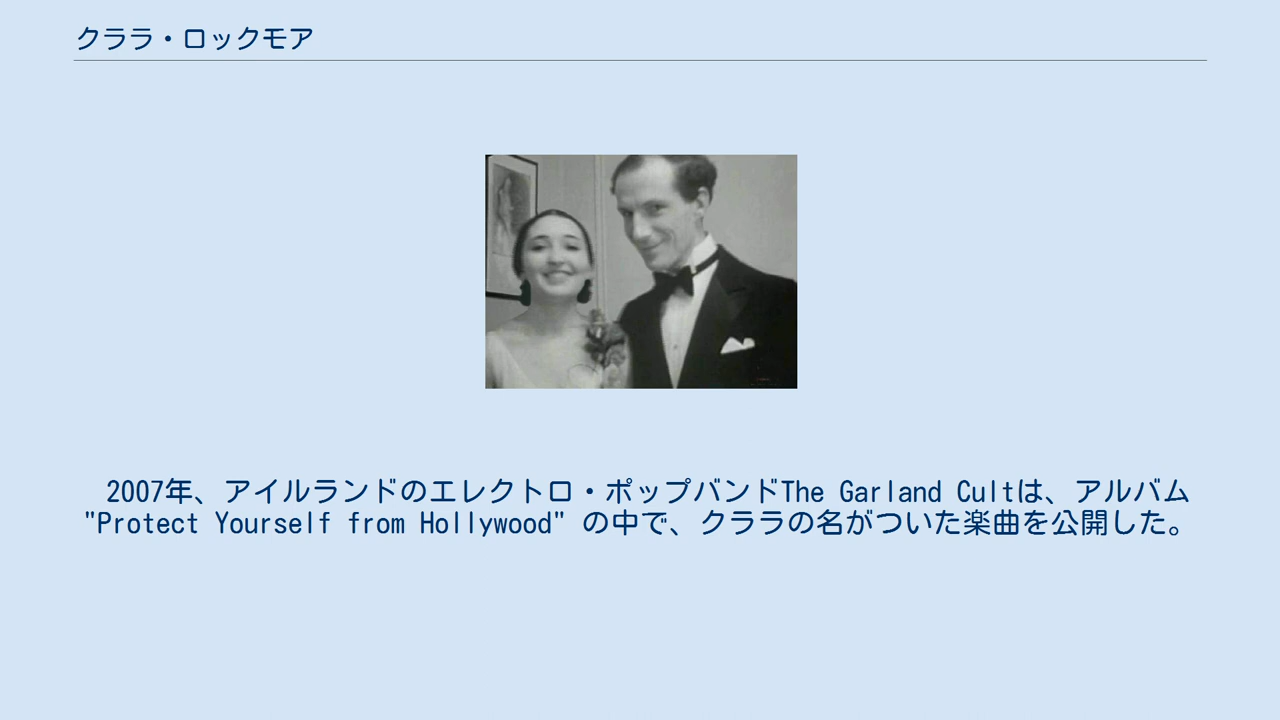 クララ・ロックモア
2007年、アイルランドのエレクトロ・ポップバンドThe Garland Cultは、アルバム
"Protect Yourself from Hollywood" の中で、クララの名がついた楽曲を公開した。